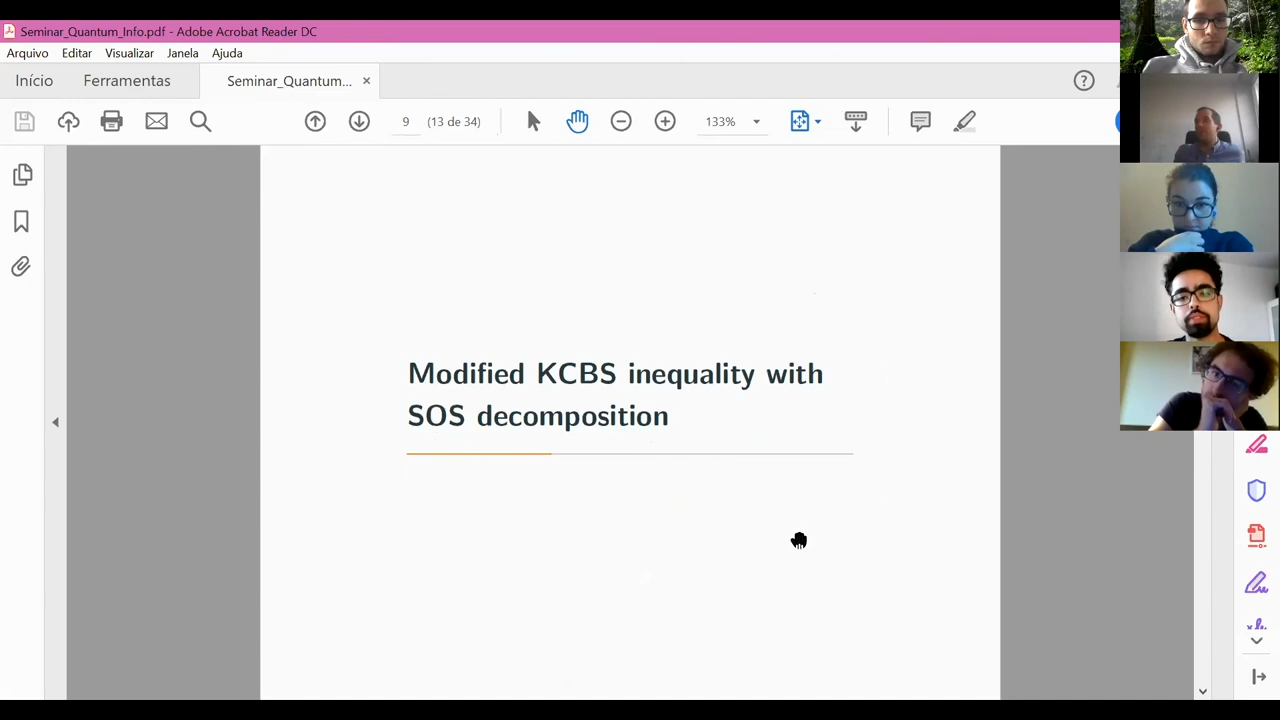 Seminar_Quantum_Info.pdf - Adobe Acrobat Reader DC
Arquivo Editar Visualizar Janela Ajuda
Início Ferramentas Seminar_Quantum... ×
9 (13 de 34) 133%
Modified KCBS inequality with
SOS decomposition